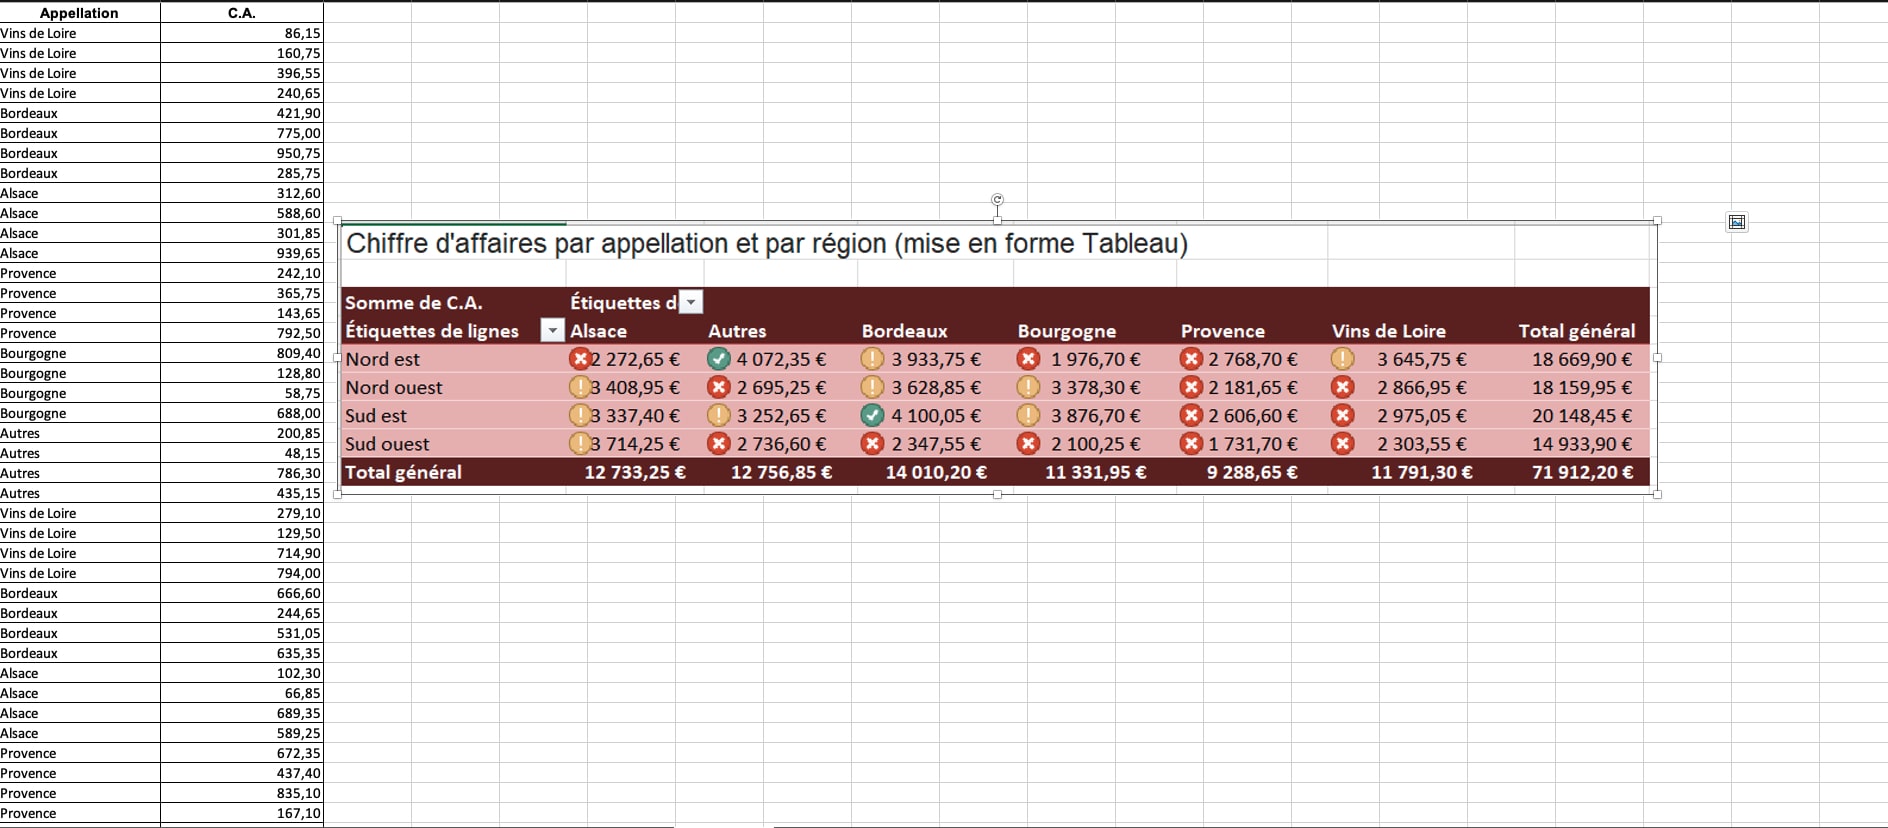 Appellation C.A.
Vins de Loire 86,15
Vins de Loire 160,75
Vins de Loire 396,55
Vins de Loire 240,65
Bordeaux 421,90
Bordeaux 775,00
Bordeaux 950,75
Bordeaux 285,75
Alsace 312,60
Alsace 588,60
Alsace 301,85
Alsace 939,65
Provence 242,10
Provence 365,75
Provence 143,65
Provence 792,50
Bourgogne 809,40
Bourgogne 128,80
Bourgogne 58,75
Bourgogne 688,00
Autres 200,85
Autres 48,15
Autres 786,30
Autres 435,15
Vins de Loire 279,10
Vins de Loire 129,50
Vins de Loire 714,90
Vins de Loire 794,00
Bordeaux 666,60
Bordeaux 244,65
Bordeaux 531,05
Bordeaux 635,35
Alsace 102,30
Alsace 66,85
Alsace 689,35
Alsace 589,25
Provence 672,35
Provence 437,40
Provence 835,10
Provence 167,10
Chiffre d'affaires par appellation et par région (mise en forme Tableau)
Somme de C.A. Étiquettes d
Étiquettes de lignes Alsace Autres Bordeaux Bourgogne Provence Vins de Loire Total général
Nord est 2 272,65 € 4 072,35 € 3 933,75 € 1 976,70 € 2 768,70 € 3 645,75 € 18 669,90 €
Nord ouest 3 408,95 € 2 695,25 € 3 628,85 € 3 378,30 € 2 181,65 € 2 866,95 € 18 159,95 €
Sud est 3 337,40 € 3 252,65 € 4 100,05 € 3 876,70 € 2 606,60 € 2 975,05 € 20 148,45 €
Sud ouest 3 714,25 € 2 736,60 € 2 347,55 € 2 100,25 € 1 731,70 € 2 303,55 € 14 933,90 €
Total général 12 733,25 € 12 756,85 € 14 010,20 € 11 331,95 € 9 288,65 € 11 791,30 € 71 912,20 €